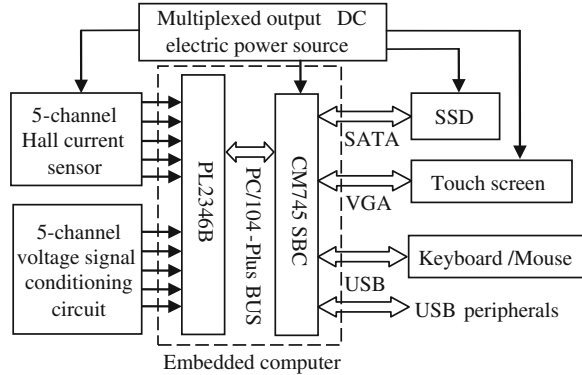 Multiplexed output DC
electric power source
5-channel
Hall current
sensor
5-channel
voltage signal
conditioning
circuit
PL2346B
PC/104 -Plus BUS
CM745 SBC
SATA
SSD
VGA
Touch screen
USB
Keyboard /Mouse
USB peripherals
Embedded computer